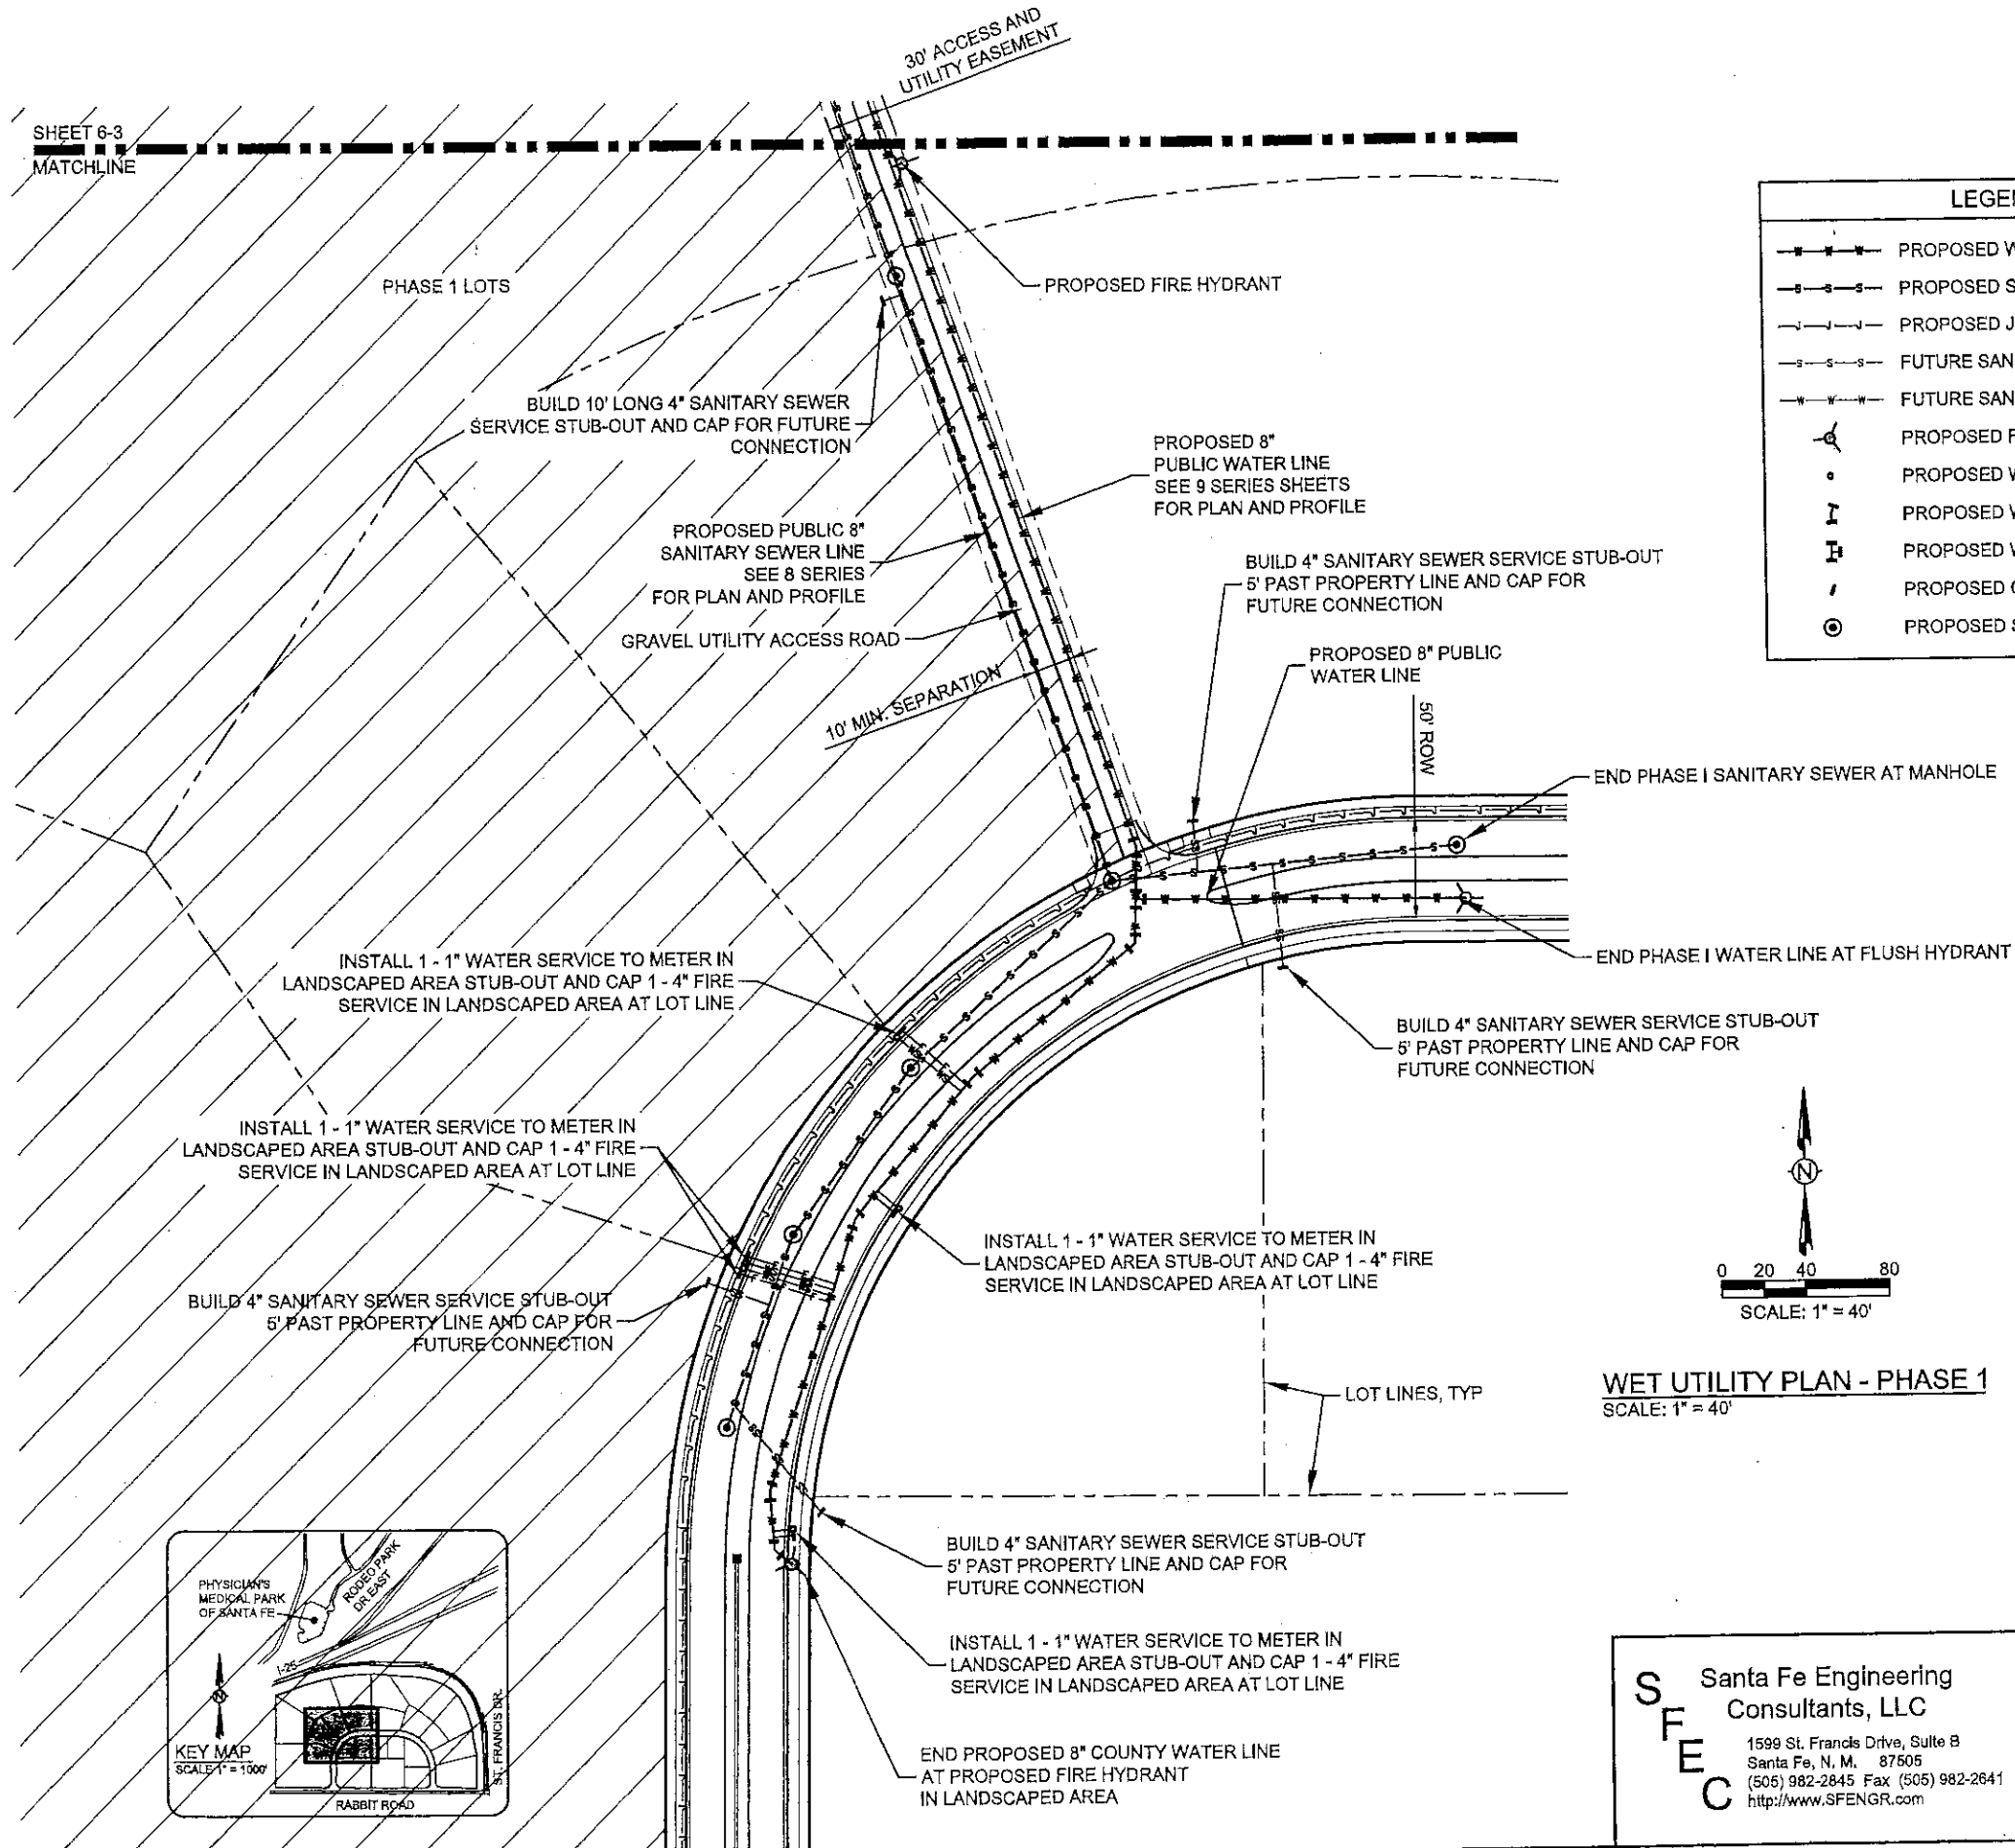 30' ACCESS AND
UTILITY EASEMENT
SHEET 6-3
MATCHLINE
PHASE 1 LOTS
PROPOSED FIRE HYDRANT
BUILD 10' LONG 4" SANITARY SEWER
SERVICE STUB-OUT AND CAP FOR FUTURE
CONNECTION
PROPOSED 8"
PUBLIC WATER LINE
SEE 9 SERIES SHEETS
FOR PLAN AND PROFILE
PROPOSED PUBLIC 8"
SANITARY SEWER LINE
SEE 8 SERIES
FOR PLAN AND PROFILE
GRAVEL UTILITY ACCESS ROAD
10' MIN. SEPARATION
BUILD 4" SANITARY SEWER SERVICE STUB-OUT
5' PAST PROPERTY LINE AND CAP FOR
FUTURE CONNECTION
PROPOSED 8" PUBLIC
WATER LINE
50' ROW
END PHASE I SANITARY SEWER AT MANHOLE
END PHASE I WATER LINE AT FLUSH HYDRANT
BUILD 4" SANITARY SEWER SERVICE STUB-OUT
5' PAST PROPERTY LINE AND CAP FOR
FUTURE CONNECTION
INSTALL 1 - 1" WATER SERVICE TO METER IN
LANDSCAPED AREA STUB-OUT AND CAP 1 - 4" FIRE
SERVICE IN LANDSCAPED AREA AT LOT LINE
INSTALL 1 - 1" WATER SERVICE TO METER IN
LANDSCAPED AREA STUB-OUT AND CAP 1 - 4" FIRE
SERVICE IN LANDSCAPED AREA AT LOT LINE
BUILD 4" SANITARY SEWER SERVICE STUB-OUT
5' PAST PROPERTY LINE AND CAP FOR
FUTURE CONNECTION
INSTALL 1 - 1" WATER SERVICE TO METER IN
LANDSCAPED AREA STUB-OUT AND CAP 1 - 4" FIRE
SERVICE IN LANDSCAPED AREA AT LOT LINE
LOT LINES, TYP
BUILD 4" SANITARY SEWER SERVICE STUB-OUT
5' PAST PROPERTY LINE AND CAP FOR
FUTURE CONNECTION
INSTALL 1 - 1" WATER SERVICE TO METER IN
LANDSCAPED AREA STUB-OUT AND CAP 1 - 4" FIRE
SERVICE IN LANDSCAPED AREA AT LOT LINE
END PROPOSED 8" COUNTY WATER LINE
AT PROPOSED FIRE HYDRANT
IN LANDSCAPED AREA
PROPOSED
PROPOSED
PROPOSED
FUTURE SAN
FUTURE SAN
PROPOSED
PROPOSED
PROPOSED
PROPOSED
PROPOSED
PROPOSED
N
0 20 40 80
SCALE: 1" = 40'
WET UTILITY PLAN - PHASE 1
SCALE: 1" = 40'
PHYSICIAN'S
MEDICAL PARK
OF SANTA FE
RODEO PARK
DR EAST
I-25
N
ST. FRANCIS DR.
KEY MAP
SCALE 1" = 1000'
RABBIT ROAD
SFEC
Santa Fe Engineering
Consultants, LLC
1599 St. Francis Drive, Suite B
Santa Fe, N. M. 87505
(505) 982-2845 Fax (505) 982-2641
http://www.SFENGR.com